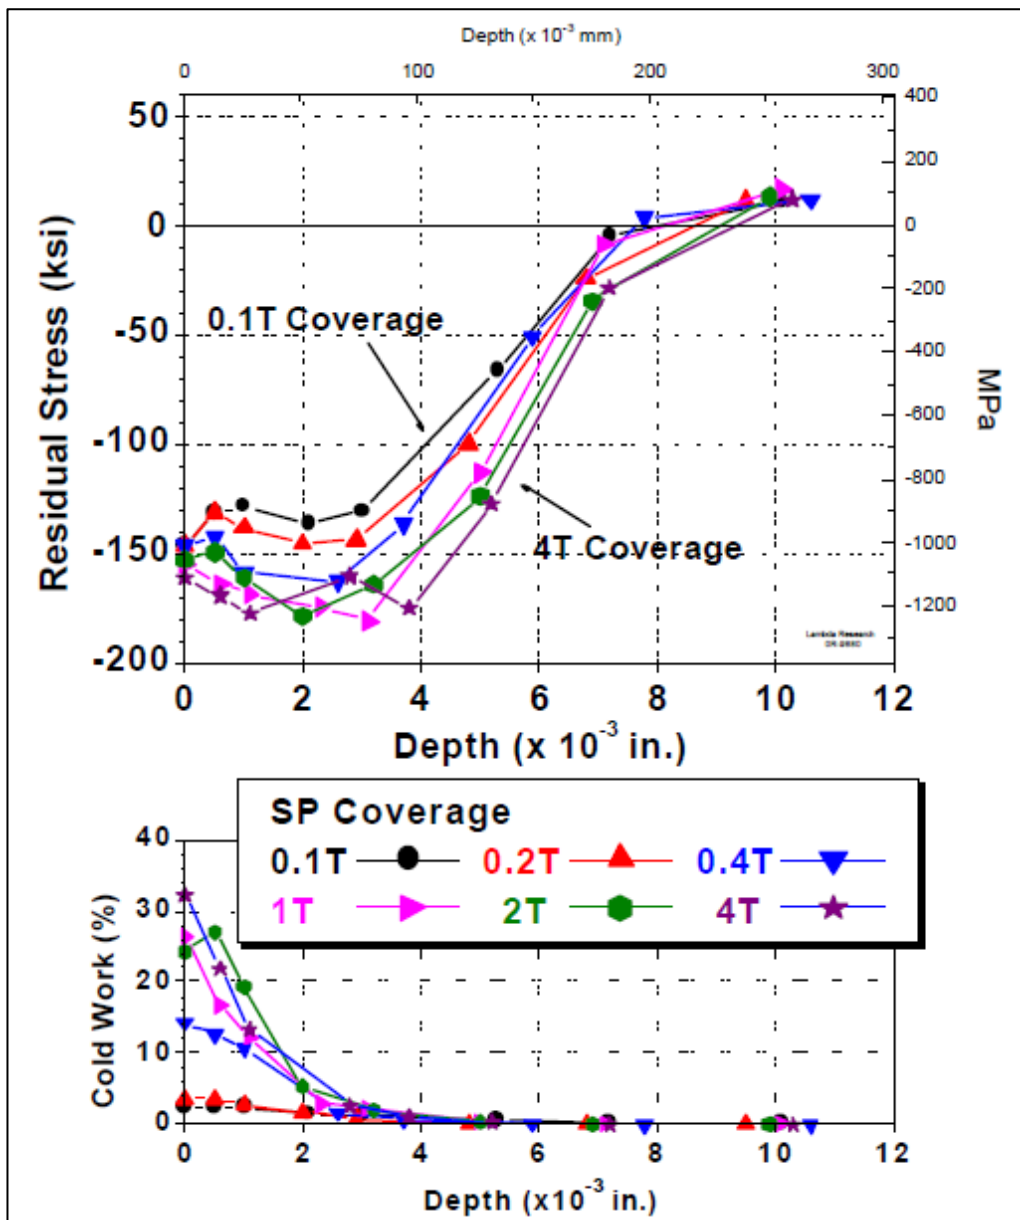 Depth (x 10⁻³ mm)
0 100 200 300
50
0
-50
-100
-150
-200
Residual Stress (ksi)
400
200
0
-200
-400
-600
-800
-1000
-1200
MPa
0.1T Coverage
4T Coverage
Lambda Research
0 2 4 6 8 10 12
Depth (x 10⁻³ in.)
SP Coverage
0.1T 0.2T 0.4T
1T 2T 4T
40
30
20
10
0
Cold Work (%)
0 2 4 6 8 10 12
Depth (x10⁻³ in.)